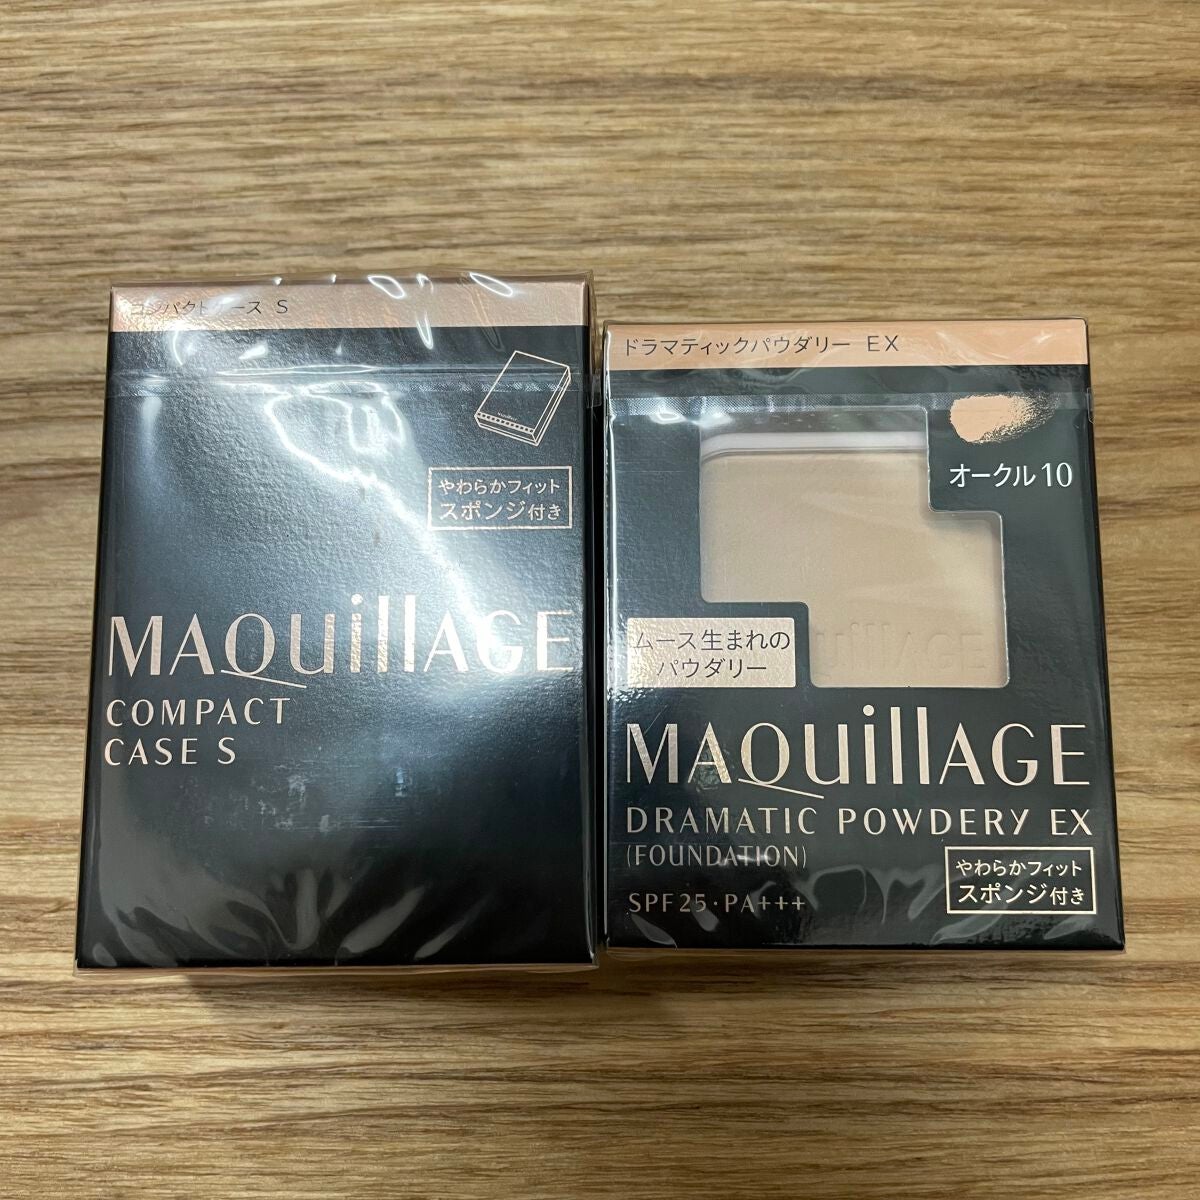 コンパクトケース S
やわらかフィット
スポンジ付き
MAQuillAGE
COMPACT
CASE S
ドラマティックパウダリー EX
オークル10
ムース生まれの
パウダリー
MAQuillAGE
DRAMATIC POWDERY EX
(FOUNDATION)
やわらかフィット
スポンジ付き
SPF25・PA+++